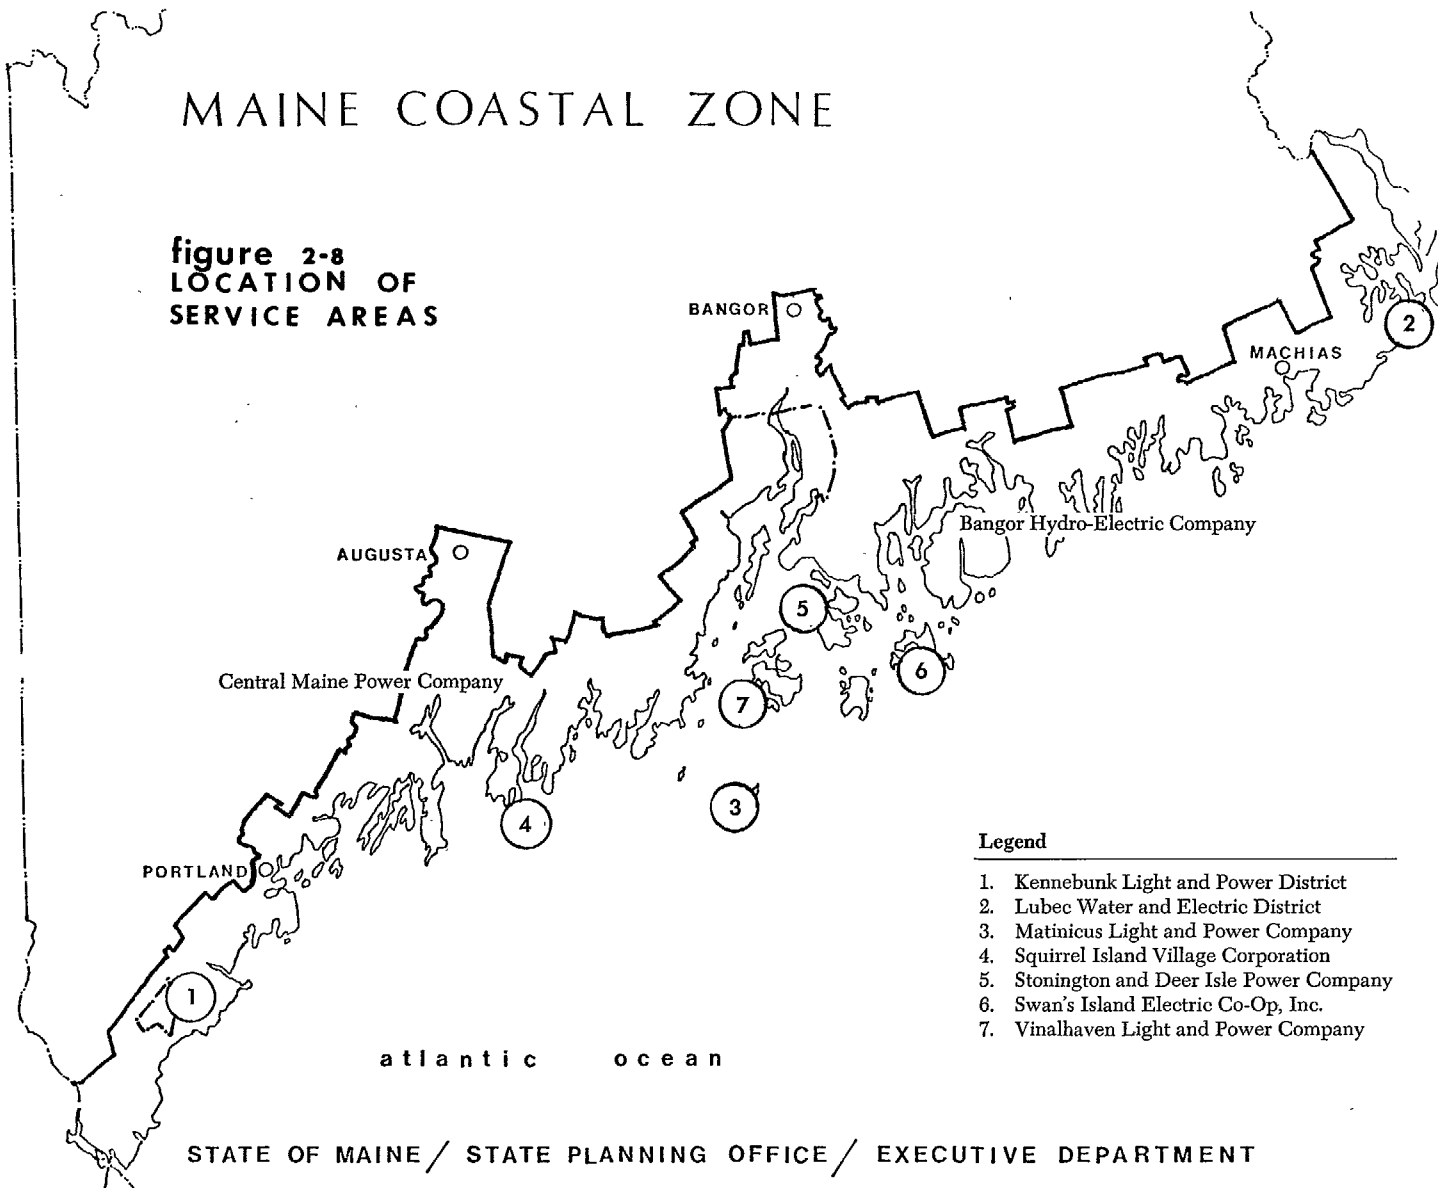 MAINE COASTAL ZONE
figure 2-8
LOCATION OF
SERVICE AREAS
BANGOR
2
MACHIAS
Bangor Hydro-Electric Company
AUGUSTA
5
6
Central Maine Power Company
7
3
4
PORTLAND
1
Legend
1. Kennebunk Light and Power District
2. Lubec Water and Electric District
3. Matinicus Light and Power Company
4. Squirrel Island Village Corporation
5. Stonington and Deer Isle Power Company
6. Swan's Island Electric Co-Op, Inc.
7. Vinalhaven Light and Power Company
atlantic ocean
STATE OF MAINE / STATE PLANNING OFFICE / EXECUTIVE DEPARTMENT